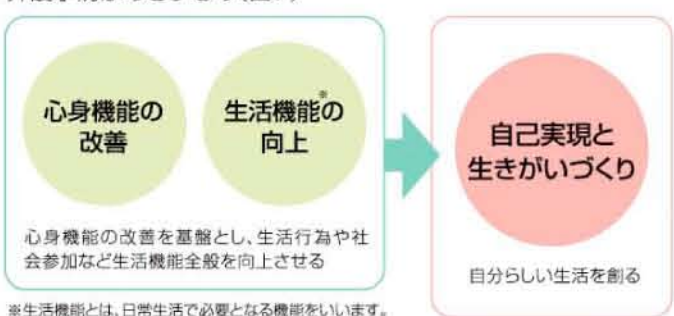 心身機能の
改善
生活機能の※
向上
心身機能の改善を基盤とし、生活行為や社
会参加など生活機能全般を向上させる
自己実現と
生きがいづくり
自分らしい生活を創る
※生活機能とは、日常生活で必要となる機能をいいます。